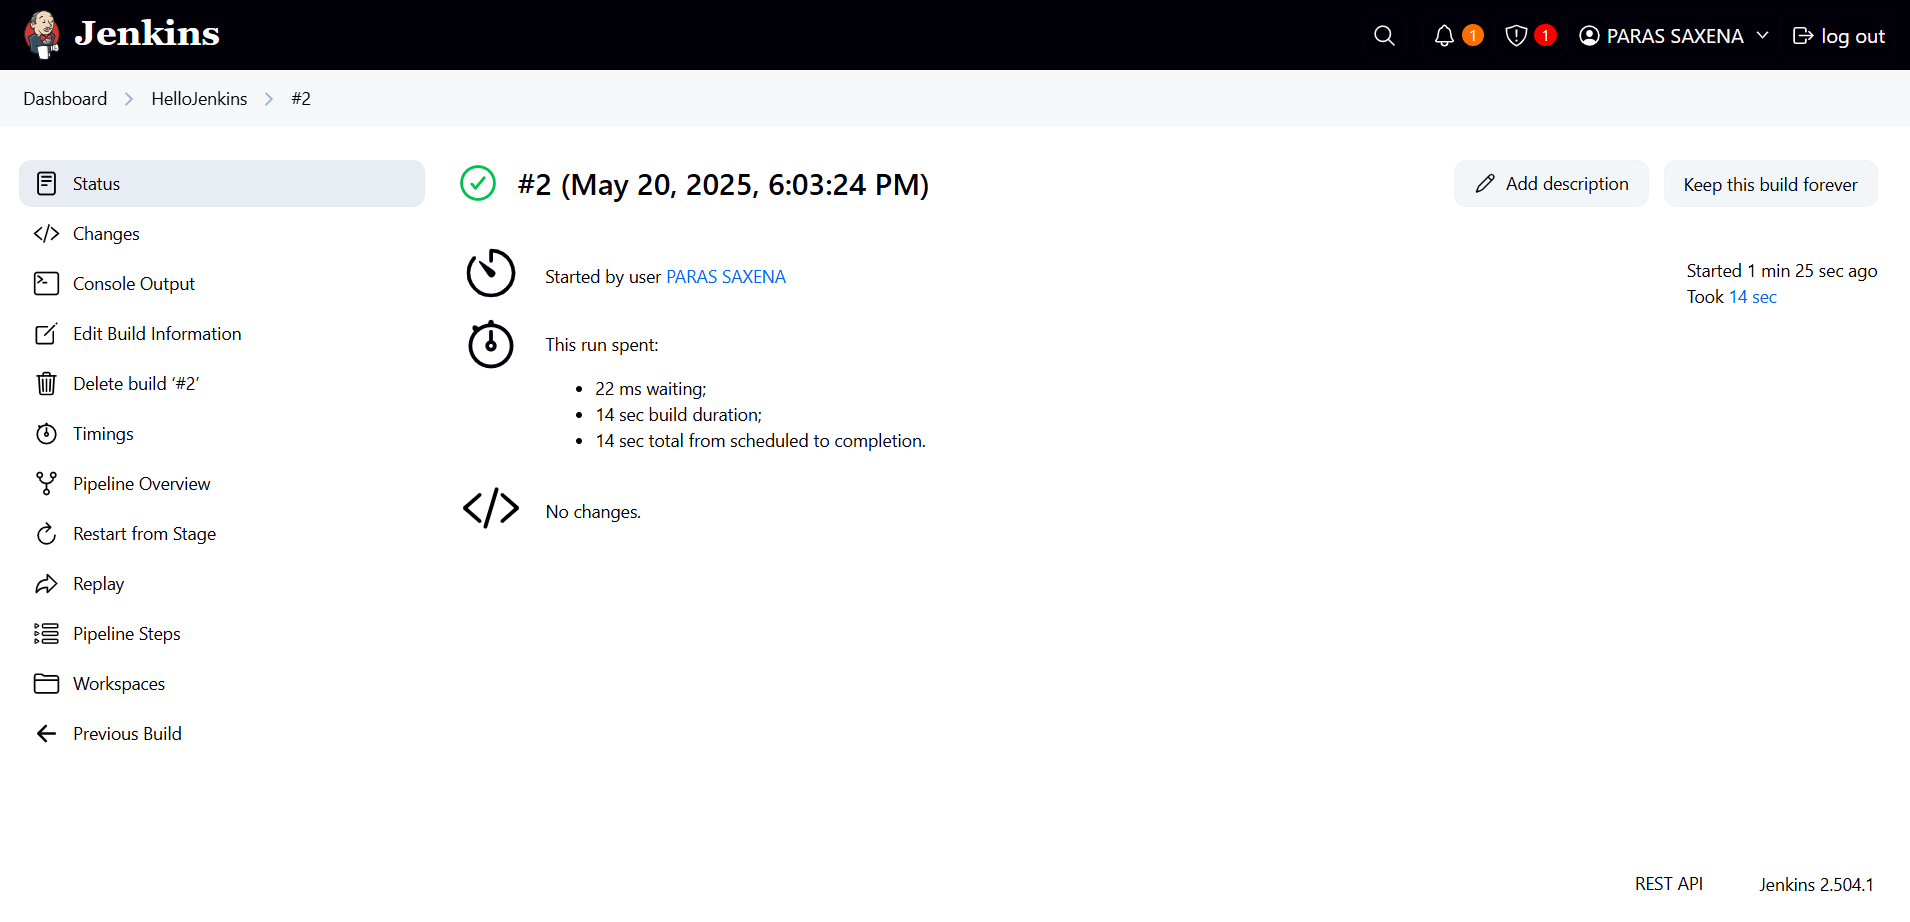 Jenkins
1
1
PARAS SAXENA
log out
Dashboard
HelloJenkins
#2
Status
Changes
Console Output
Edit Build Information
Delete build ‘#2’
Timings
Pipeline Overview
Restart from Stage
Replay
Pipeline Steps
Workspaces
Previous Build
#2 (May 20, 2025, 6:03:24 PM)
Add description
Keep this build forever
Started by user PARAS SAXENA
Started 1 min 25 sec ago
Took 14 sec
This run spent:
22 ms waiting;
14 sec build duration;
14 sec total from scheduled to completion.
No changes.
REST API
Jenkins 2.504.1